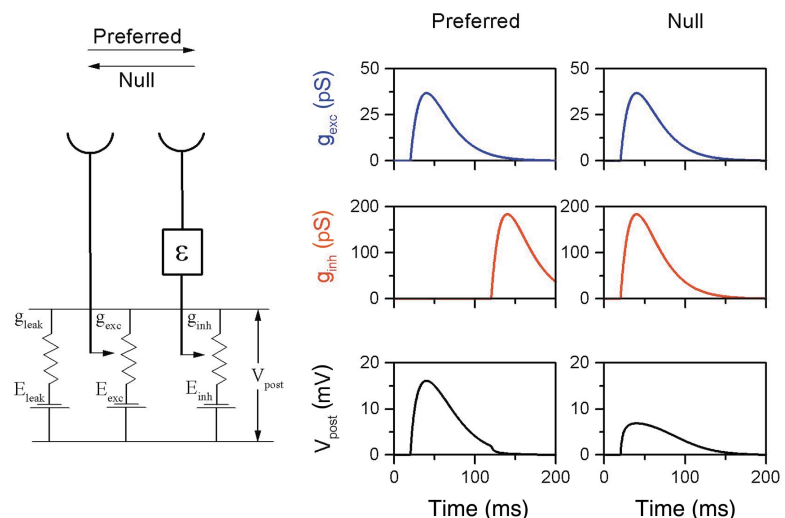 Preferred
Null
ε
g_leak g_exc g_inh
E_leak E_exc E_inh
V_post
Preferred Null
g_exc (pS)
50
25
0
50
25
0
g_inh (pS)
200
100
0
200
100
0
V_post (mV)
20
10
0
20
10
0
0 100 200
0 100 200
Time (ms) Time (ms)